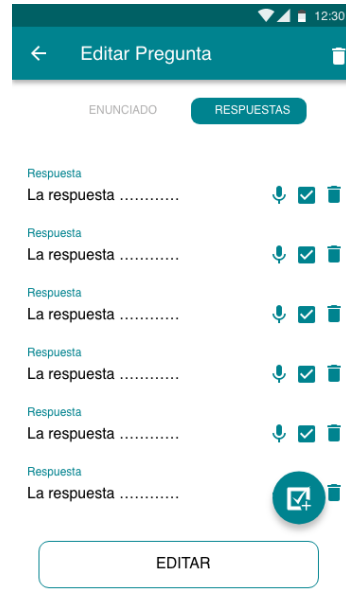 12:30
Editar Pregunta
ENUNCIADO RESPUESTAS
Respuesta
La respuesta ............
Respuesta
La respuesta ............
Respuesta
La respuesta ............
Respuesta
La respuesta ............
Respuesta
La respuesta ............
Respuesta
La respuesta ............
EDITAR